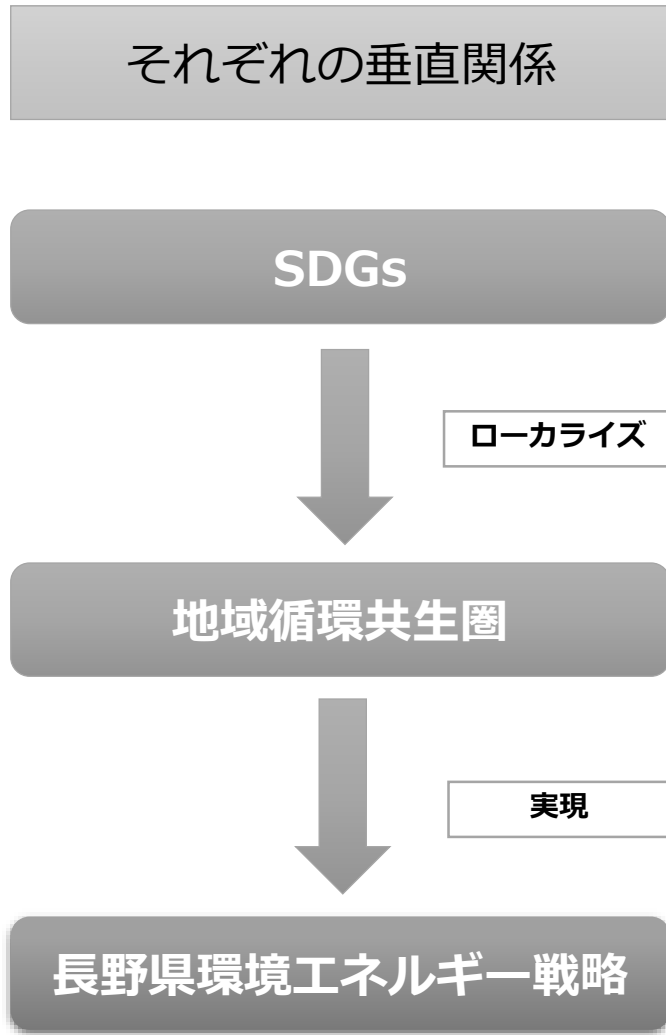 それぞれの垂直関係
SDGs
ローカライズ
地域循環共生圏
実現
長野県環境エネルギー戦略